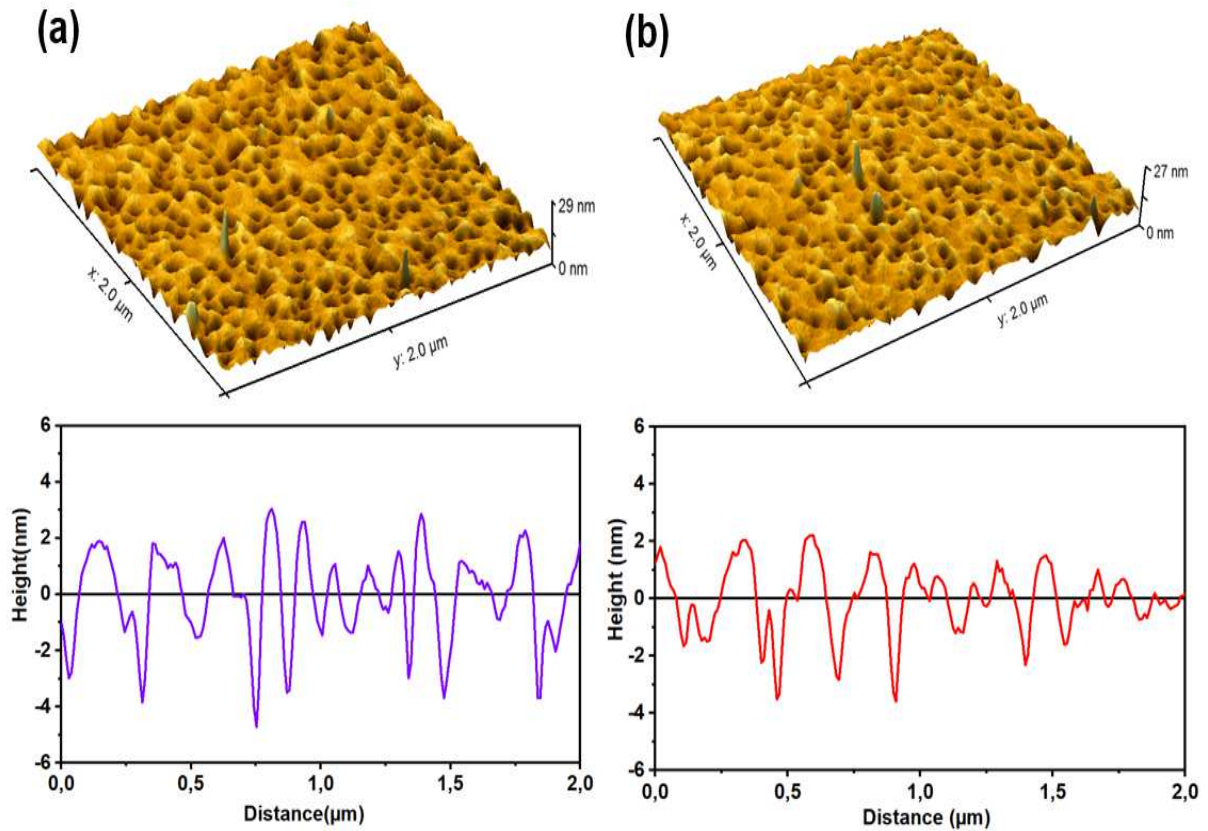 (a)
29 nm
0 nm
x: 2.0 µm
y: 2.0 µm
(b)
27 nm
0 nm
x: 2.0 µm
y: 2.0 µm
6
4
2
0
-2
-4
-6
Height(nm)
0,0
0,5
1,0
1,5
2,0
Distance(µm)
6
4
2
0
-2
-4
-6
Height (nm)
0,0
0,5
1,0
1,5
2,0
Distance (µm)